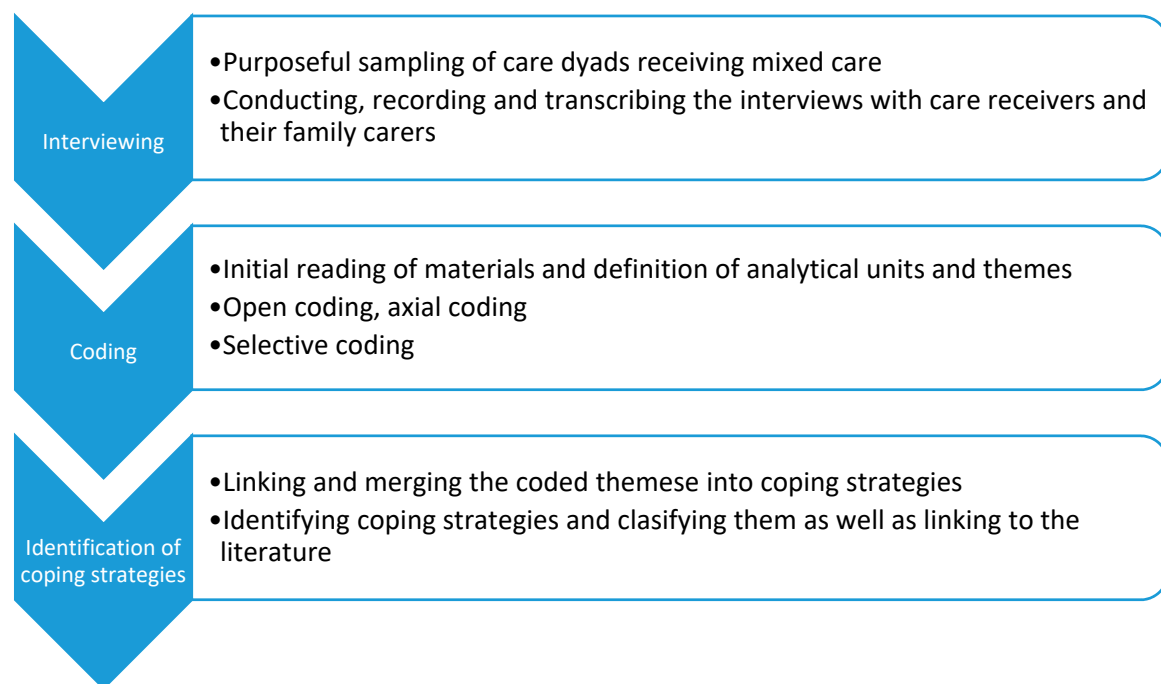 Interviewing
•Purposeful sampling of care dyads receiving mixed care
•Conducting, recording and transcribing the interviews with care receivers and
their family carers
Coding
•Initial reading of materials and definition of analytical units and themes
•Open coding, axial coding
•Selective coding
Identification of
coping strategies
•Linking and merging the coded themese into coping strategies
•Identifying coping strategies and clasifying them as well as linking to the
literature